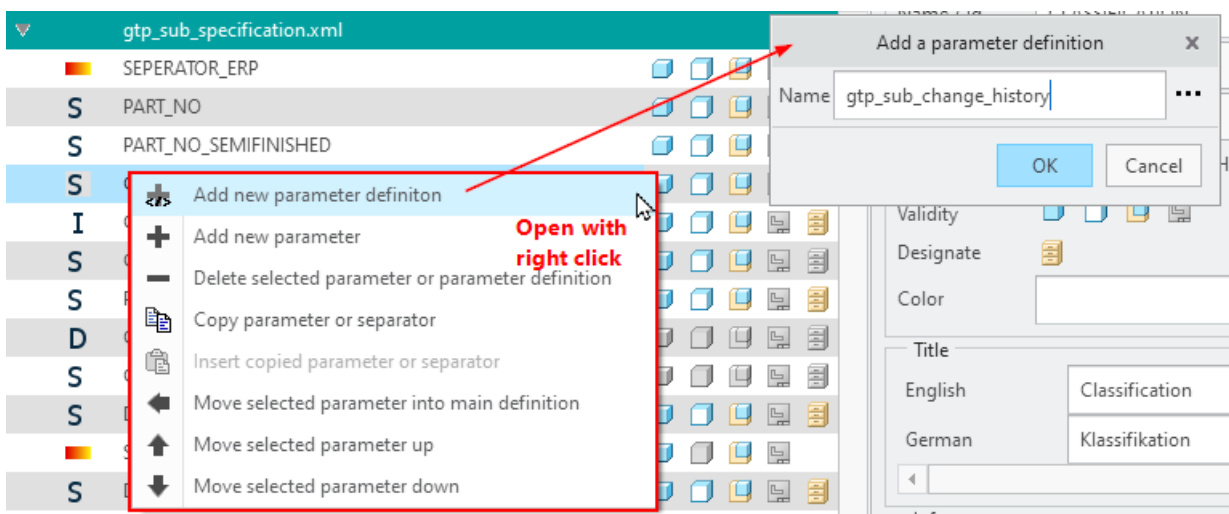 gtp_sub_specification.xml
SEPERATOR_ERP
S PART_NO
S PART_NO_SEMIFINISHED
S
I
S
S
D
S
S
S
Add new parameter definiton
Add new parameter
Delete selected parameter or parameter definition
Copy parameter or separator
Insert copied parameter or separator
Move selected parameter into main definition
Move selected parameter up
Move selected parameter down
Open with
right click
Add a parameter definition
Name gtp_sub_change_history
OK Cancel
Validity
Designate
Color
Title
English Classification
German Klassifikation